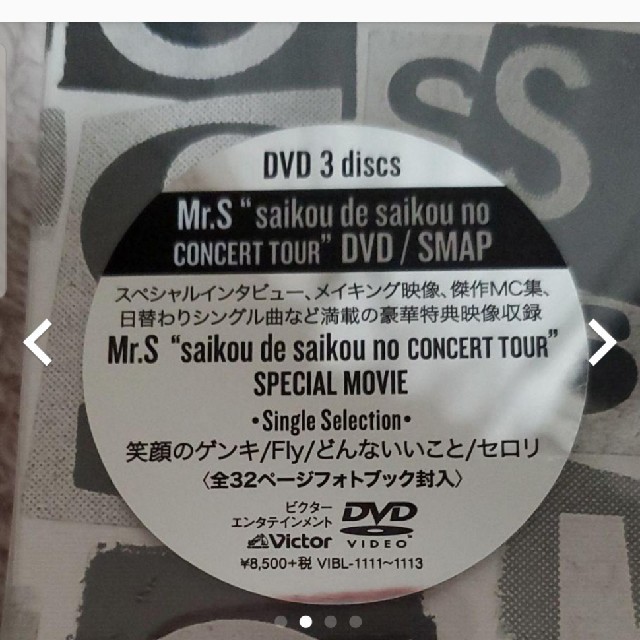 DVD 3 discs
Mr.S “saikou de saikou no
CONCERT TOUR” DVD / SMAP
スペシャルインタビュー、メイキング映像、傑作MC集、
日替わりシングル曲など満載の豪華特典映像収録
Mr.S “saikou de saikou no CONCERT TOUR”
SPECIAL MOVIE
・Single Selection・
笑顔のゲンキ/Fly/どんないいこと/セロリ
〈全32ページフォトブック封入〉
ビクター
エンタテインメント
Victor
DVD
VIDEO
¥8,500+税 VIBL-1111~1113